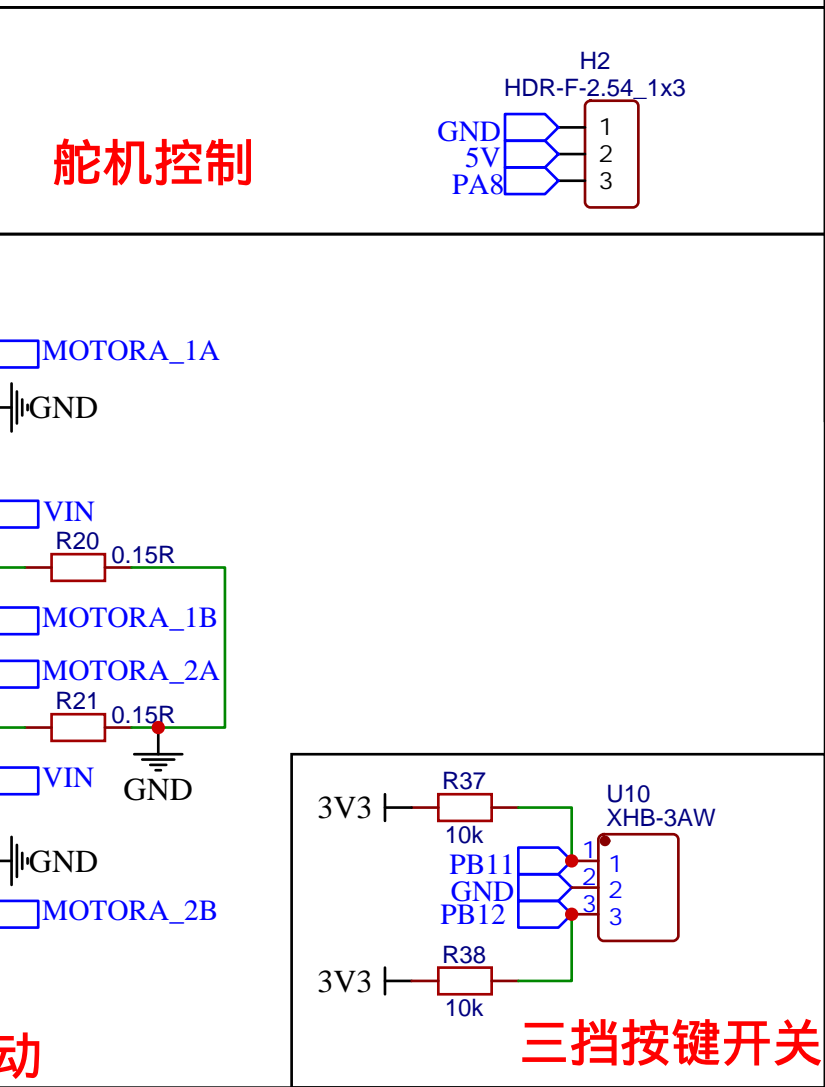 H2
HDR-F-2.54_1x3
GND 1
5V 2
PA8 3
舵机控制
MOTORA_1A
GND
VIN
R20 0.15R
MOTORA_1B
MOTORA_2A
R21 0.15R
GND
VIN
GND
MOTORA_2B
动
R37
3V3
10k
U10
XHB-3AW
PB11 1 1
GND 2 2
PB12 3 3
R38
3V3
10k
三挡按键开关